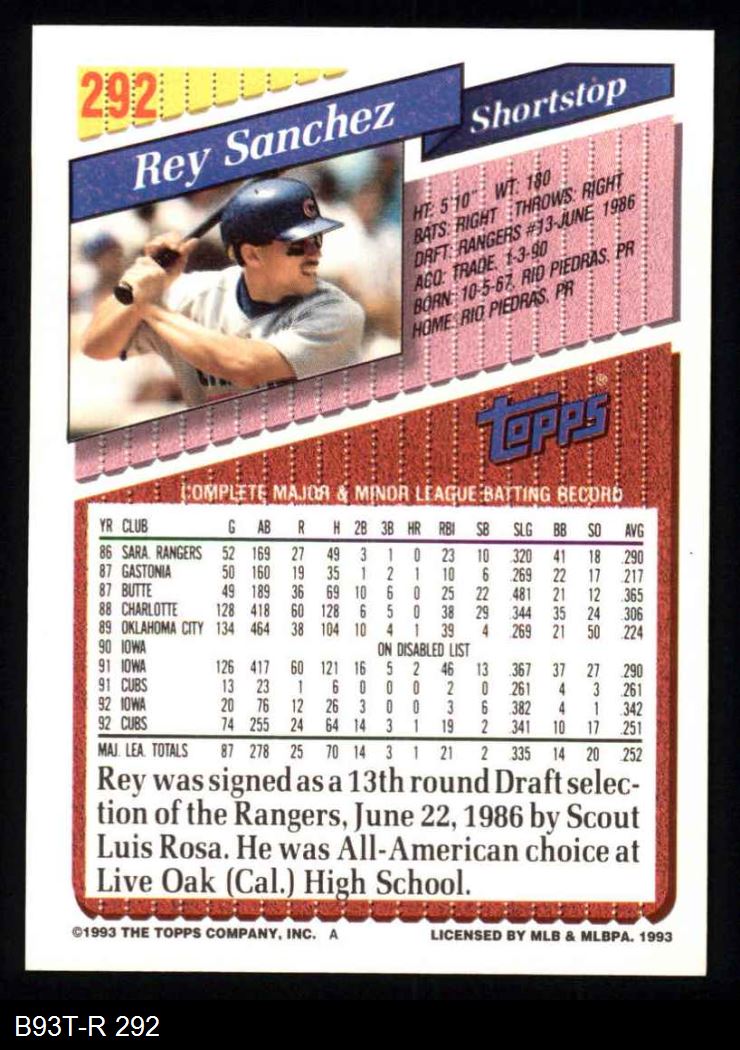 292
Rey Sanchez
Shortstop
C
HT: 5'10" WT: 180
BATS: RIGHT THROWS: RIGHT
DRFT: RANGERS #13-JUNE, 1986
ACQ: TRADE, 1-3-90
BORN: 10-5-67, RIO PIEDRAS, PR
HOME: RIO PIEDRAS, PR
topps®
COMPLETE MAJOR & MINOR LEAGUE BATTING RECORD
YR CLUB G AB R H 2B 3B HR RBI SB SLG BB SO AVG
86 SARA. RANGERS 52 169 27 49 3 1 0 23 10 .320 41 18 .290
87 GASTONIA 50 160 19 35 1 2 1 10 6 .269 22 17 .217
87 BUTTE 49 189 36 69 10 6 0 25 22 .481 21 12 .365
88 CHARLOTTE 128 418 60 128 6 5 0 38 29 .344 35 24 .306
89 OKLAHOMA CITY 134 464 38 104 10 4 1 39 4 .269 21 50 .224
90 IOWA ON DISABLED LIST
91 IOWA 126 417 60 121 16 5 2 46 13 .367 37 27 .290
91 CUBS 13 23 1 6 0 0 0 2 0 .261 4 3 .261
92 IOWA 20 76 12 26 3 0 0 3 6 .382 4 1 .342
92 CUBS 74 255 24 64 14 3 1 19 2 .341 10 17 .251
MAJ. LEA. TOTALS 87 278 25 70 14 3 1 21 2 .335 14 20 .252
Rey was signed as a 13th round Draft selec-
tion of the Rangers, June 22, 1986 by Scout
Luis Rosa. He was All-American choice at
Live Oak (Cal.) High School.
©1993 THE TOPPS COMPANY, INC. A LICENSED BY MLB & MLBPA. 1993
B93T-R 292